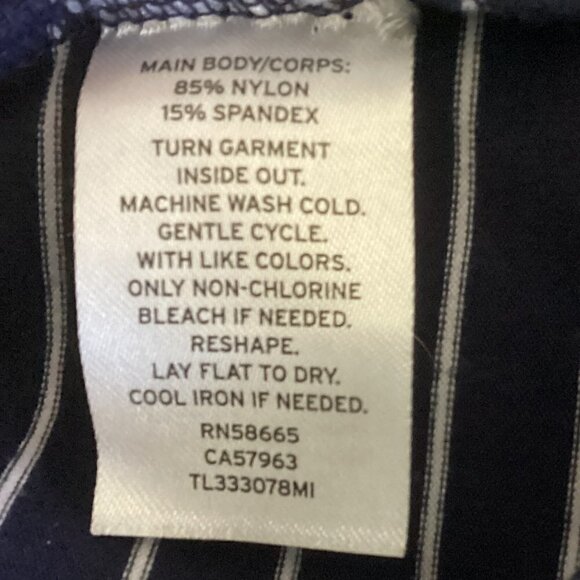 MAIN BODY/CORPS:
85% NYLON
15% SPANDEX
TURN GARMENT
INSIDE OUT.
MACHINE WASH COLD.
GENTLE CYCLE.
WITH LIKE COLORS.
ONLY NON-CHLORINE
BLEACH IF NEEDED.
RESHAPE.
LAY FLAT TO DRY.
COOL IRON IF NEEDED.
RN58665
CA57963
TL333078MI